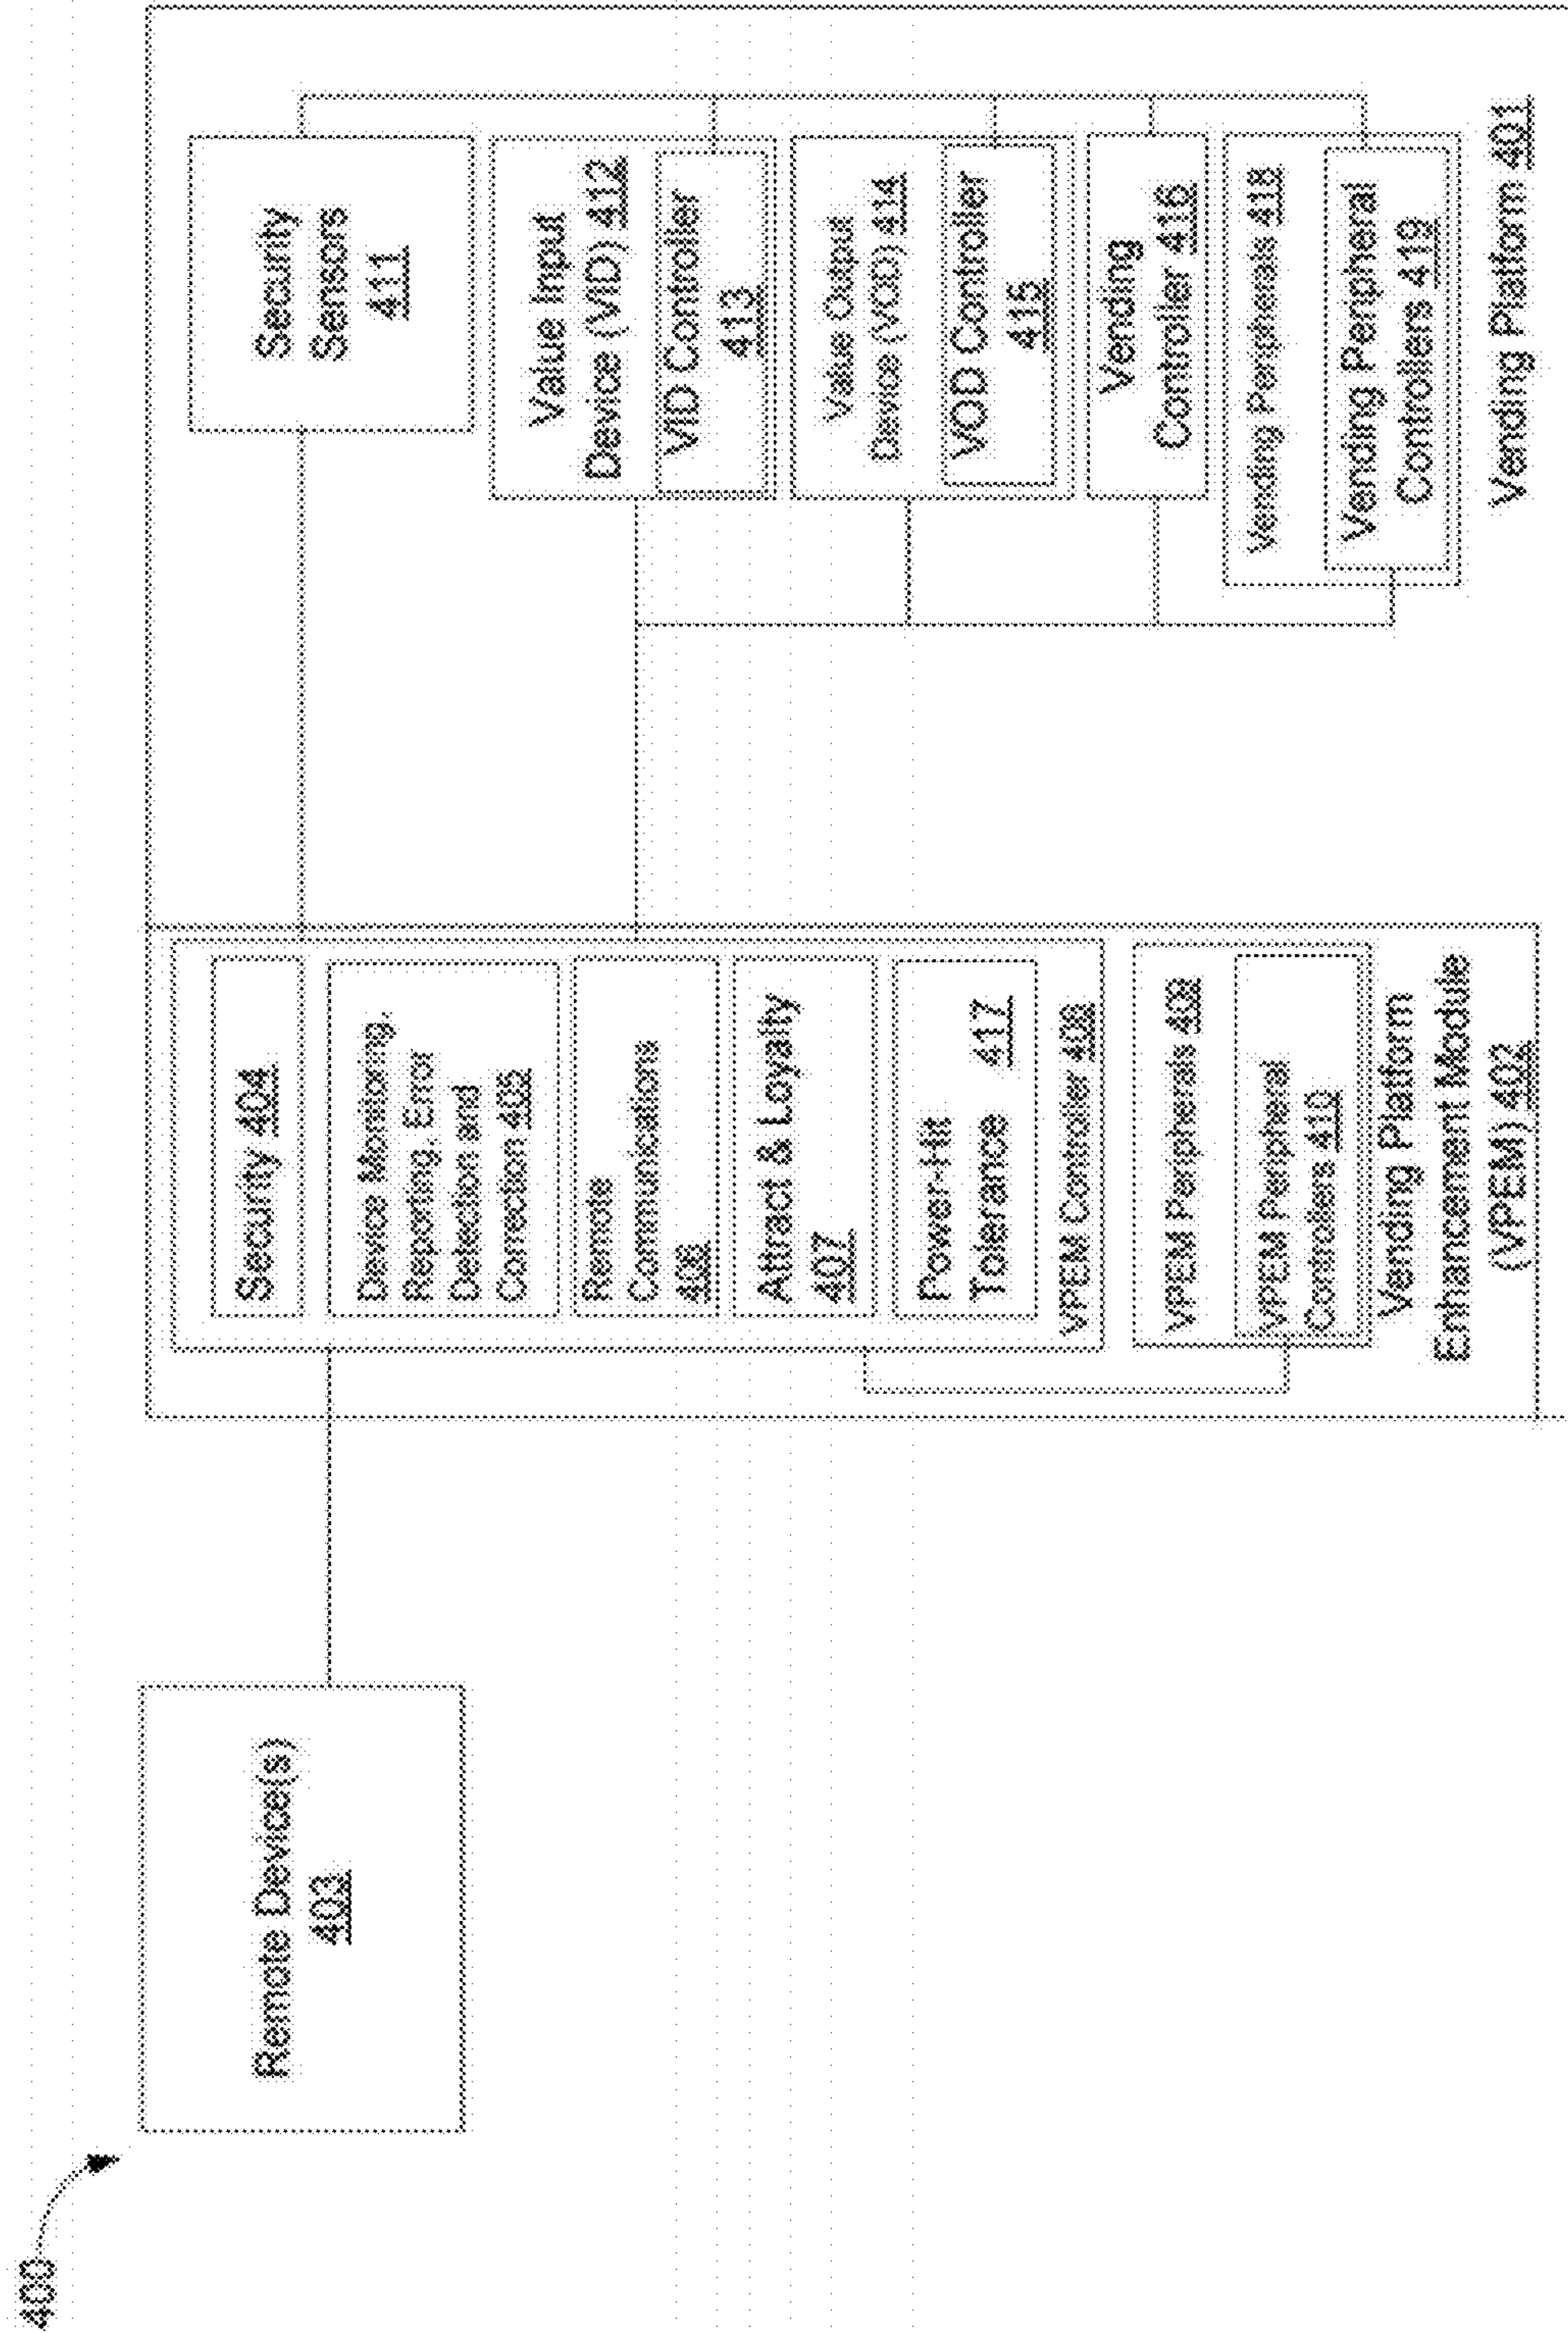 400
Remote Device(s)
403
Security 404
Device Monitoring,
Reporting, Error
Detection and
Correction 405
Remote
Communications
406
Attract & Loyalty
407
Power-Hit
Tolerance 417
VPEM Controller 408
VPEM Peripherals 409
VPEM Peripheral
Controllers 410
Vending Platform
Enhancement Module
(VPEM) 402
Security
Sensors
411
Value Input
Device (VID) 412
VID Controller
413
Value Output
Device (VOD) 414
VOD Controller
415
Vending
Controller 416
Vending Peripherals 418
Vending Peripheral
Controllers 419
Vending Platform 401